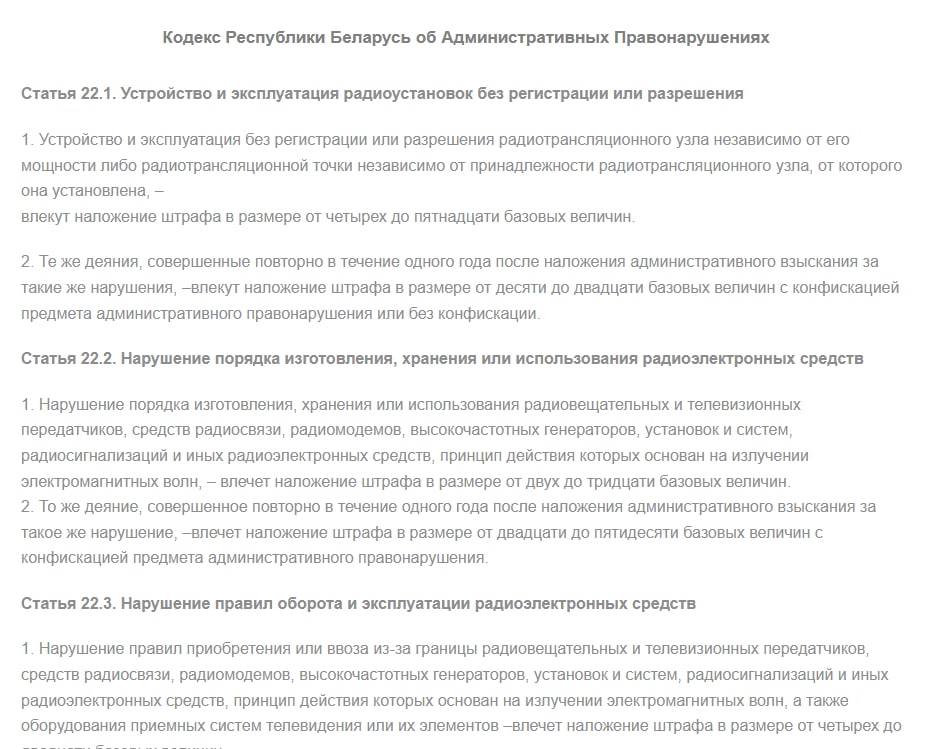 Кодекс Республики Беларусь об Административных Правонарушениях
Статья 22.1. Устройство и эксплуатация радиоустановок без регистрации или разрешения
1. Устройство и эксплуатация без регистрации или разрешения радиотрансляционного узла независимо от его
мощности либо радиотрансляционной точки независимо от принадлежности радиотрансляционного узла, от которого
она установлена, –
влекут наложение штрафа в размере от четырех до пятнадцати базовых величин.
2. Те же деяния, совершенные повторно в течение одного года после наложения административного взыскания за
такие же нарушения, –влекут наложение штрафа в размере от десяти до двадцати базовых величин с конфискацией
предмета административного правонарушения или без конфискации.
Статья 22.2. Нарушение порядка изготовления, хранения или использования радиоэлектронных средств
1. Нарушение порядка изготовления, хранения или использования радиовещательных и телевизионных
передатчиков, средств радиосвязи, радиомодемов, высокочастотных генераторов, установок и систем,
радиосигнализаций и иных радиоэлектронных средств, принцип действия которых основан на излучении
электромагнитных волн, – влечет наложение штрафа в размере от двух до тридцати базовых величин.
2. То же деяние, совершенное повторно в течение одного года после наложения административного взыскания за
такое же нарушение, –влечет наложение штрафа в размере от двадцати до пятидесяти базовых величин с
конфискацией предмета административного правонарушения.
Статья 22.3. Нарушение правил оборота и эксплуатации радиоэлектронных средств
1. Нарушение правил приобретения или ввоза из-за границы радиовещательных и телевизионных передатчиков,
средств радиосвязи, радиомодемов, высокочастотных генераторов, установок и систем, радиосигнализаций и иных
радиоэлектронных средств, принцип действия которых основан на излучении электромагнитных волн, а также
оборудования приемных систем телевидения или их элементов –влечет наложение штрафа в размере от четырех до